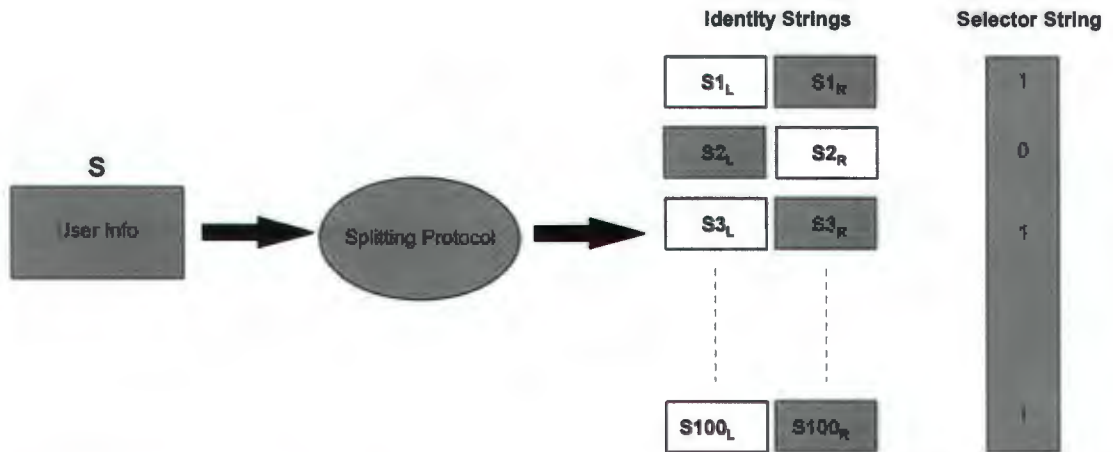 Identity Strings Selector String
S1L S1R 1
S2L S2R 0
S
User Info
Splitting Protocol
S3L S3R 1
S100L S100R 1